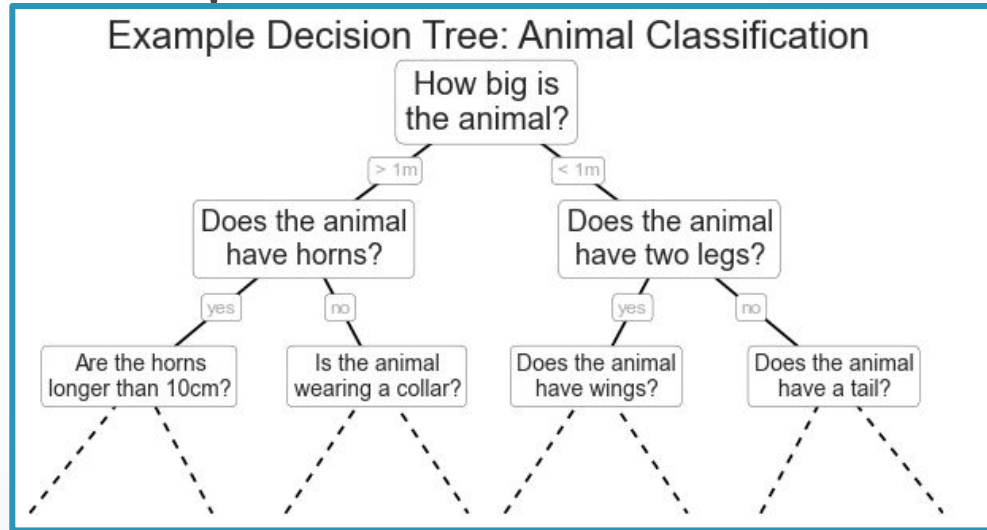 Example Decision Tree: Animal Classification
How big is
the animal?
> 1m
< 1m
Does the animal
have horns?
Does the animal
have two legs?
yes
no
yes
no
Are the horns
longer than 10cm?
Is the animal
wearing a collar?
Does the animal
have wings?
Does the animal
have a tail?